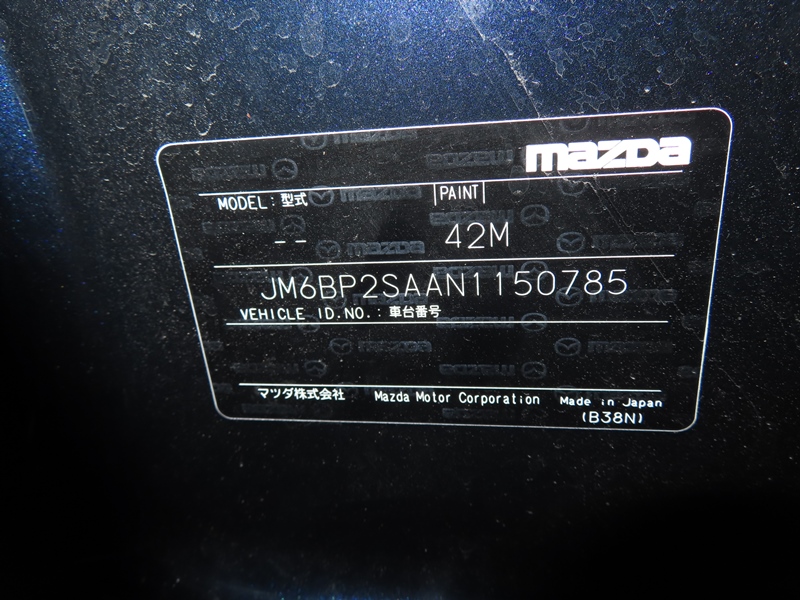 mazda
MODEL: 型式 |PAINT|
-- 42M
JM6BP2SAAN1150785
VEHICLE ID.NO.: 車台番号
マツダ株式会社 Mazda Motor Corporation Made in Japan
(B38N)